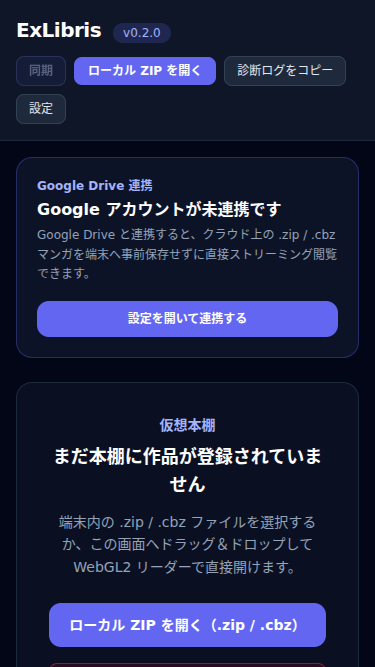 ExLibris v0.2.0
同期 ローカル ZIP を開く 診断ログをコピー
設定
Google Drive 連携
Google アカウントが未連携です
Google Drive と連携すると、クラウド上の .zip / .cbz
マンガを端末へ事前保存せずに直接ストリーミング閲覧
できます。
設定を開いて連携する
仮想本棚
まだ本棚に作品が登録されていま
せん
端末内の .zip / .cbz ファイルを選択する
か、この画面へドラッグ＆ドロップして
WebGL2 リーダーで直接開けます。
ローカル ZIP を開く（.zip / .cbz）